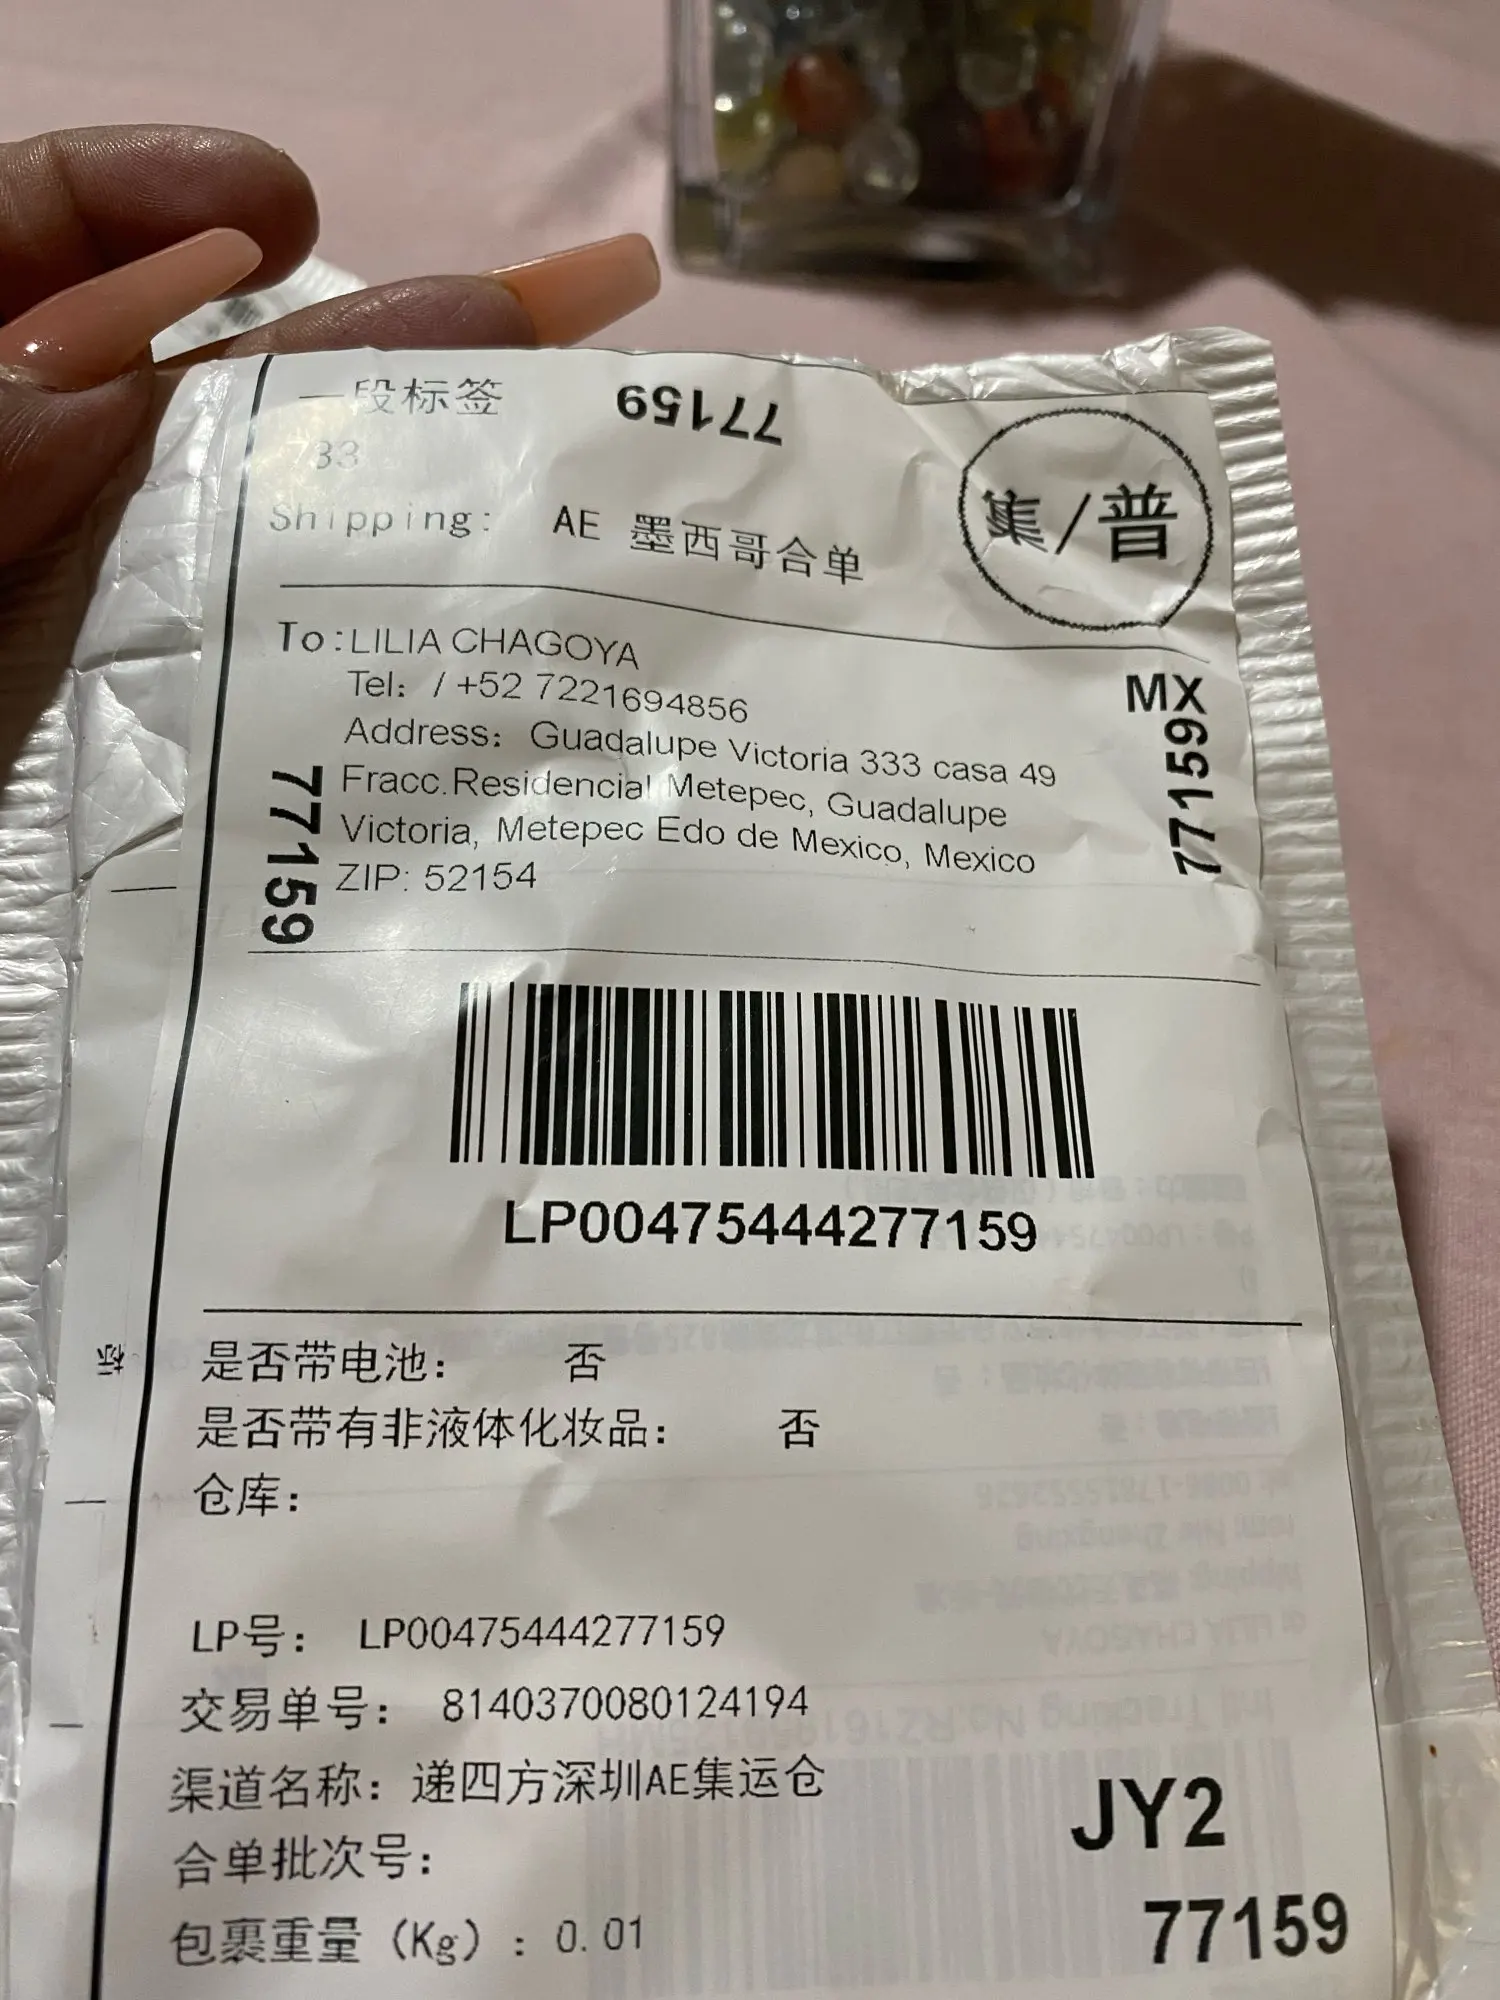 一段标签
77159
33
Shipping: AE 墨西哥合单
集/普
To:LILIA CHAGOYA
Tel: / +52 7221694856
Address: Guadalupe Victoria 333 casa 49
Fracc.Residencial Metepec, Guadalupe
Victoria, Metepec Edo de Mexico, Mexico
ZIP: 52154
MX
77159
77159
LP00475444277159
是否带电池: 否
是否带有非液体化妆品: 否
仓库:
标
LP号: LP00475444277159
交易单号: 8140370080124194
渠道名称: 递四方深圳AE集运仓
合单批次号:
包裹重量 (Kg) : 0.01
JY2
77159